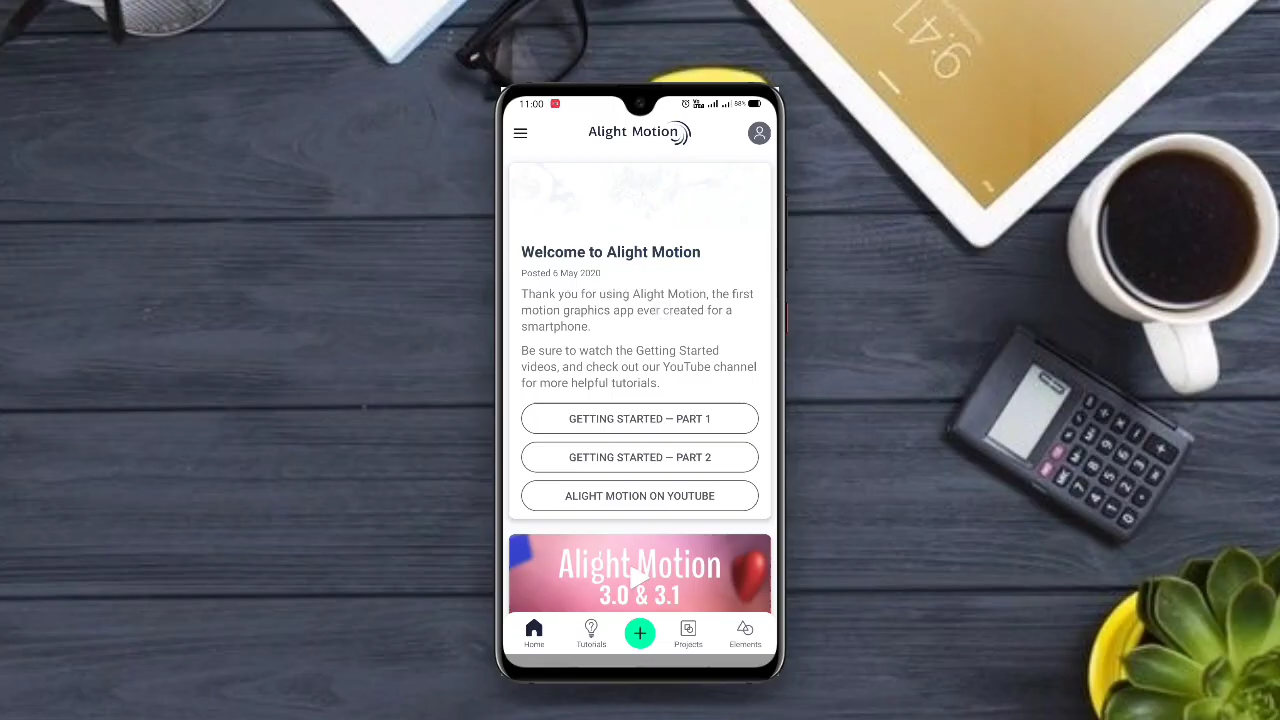 9:41
11:00 88%
Alight Motion
Welcome to Alight Motion
Posted 6 May 2020
Thank you for using Alight Motion, the first
motion graphics app ever created for a
smartphone.
Be sure to watch the Getting Started
videos, and check out our YouTube channel
for more helpful tutorials.
GETTING STARTED — PART 1
GETTING STARTED — PART 2
ALIGHT MOTION ON YOUTUBE
Alight Motion
3.0 & 3.1
Home Tutorials Projects Elements